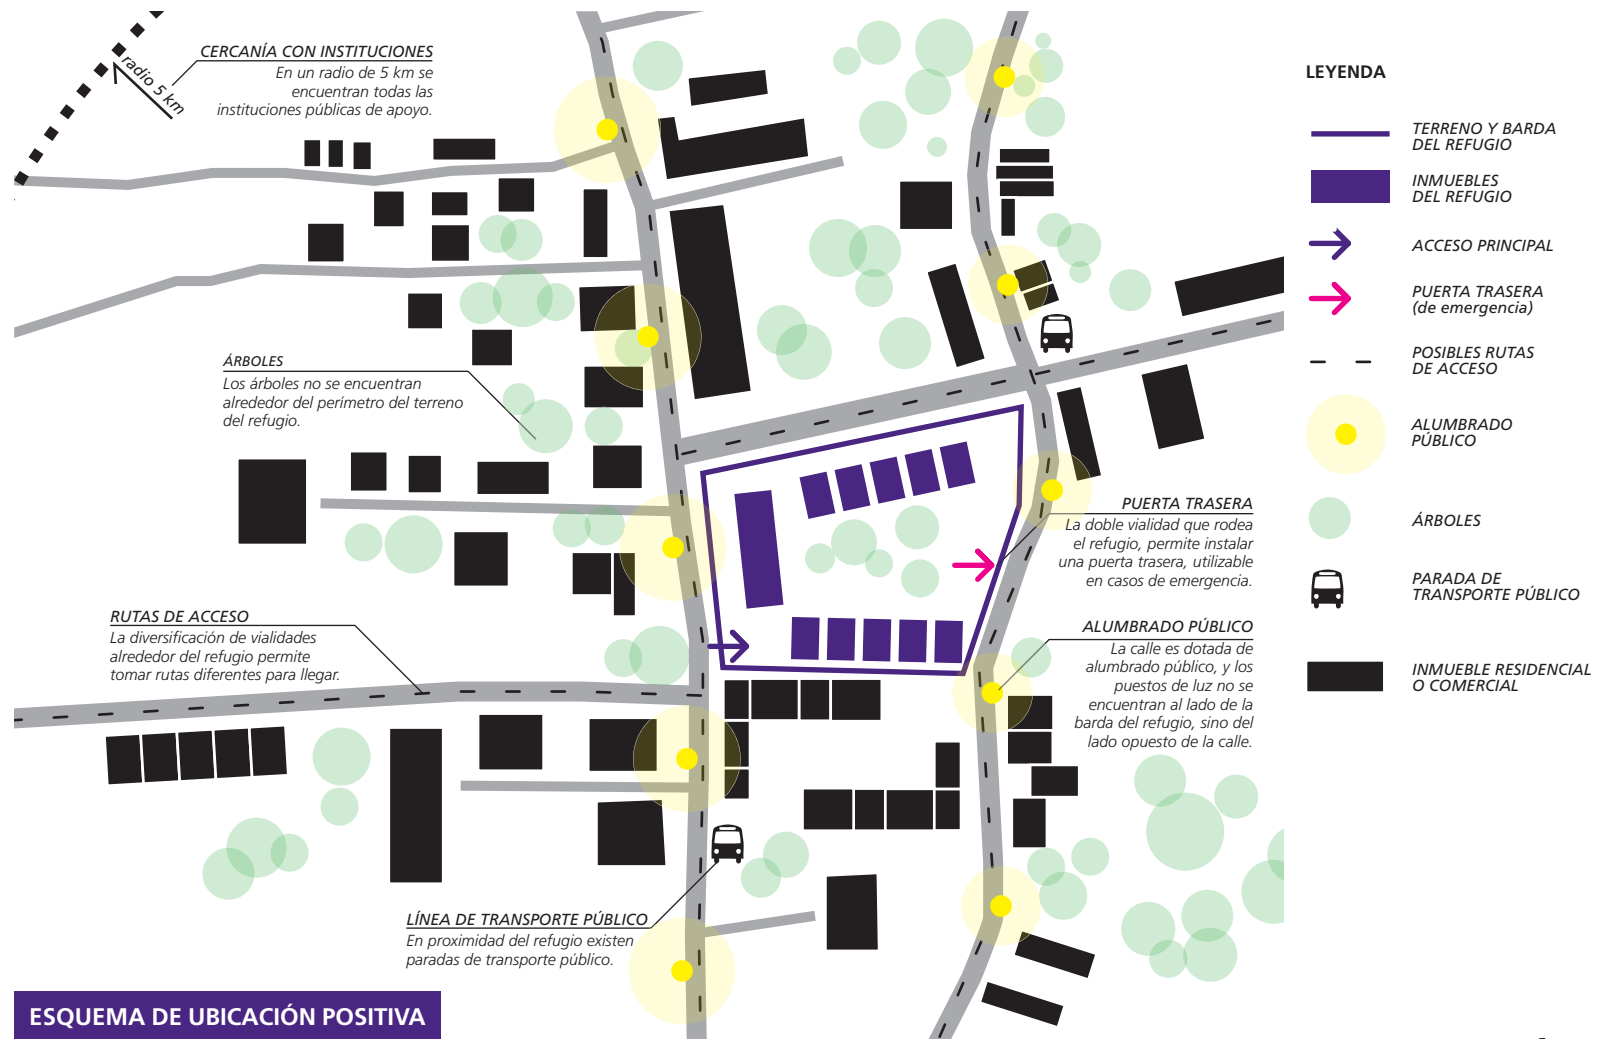 CERCANÍA CON INSTITUCIONES
En un radio de 5 km se
encuentran todas las
instituciones públicas de apoyo.
radio 5 km
ÁRBOLES
Los árboles no se encuentran
alrededor del perímetro del terreno
del refugio.
RUTAS DE ACCESO
La diversificación de vialidades
alrededor del refugio permite
tomar rutas diferentes para llegar.
PUERTA TRASERA
La doble vialidad que rodea
el refugio, permite instalar
una puerta trasera, utilizable
en casos de emergencia.
ALUMBRADO PÚBLICO
La calle es dotada de
alumbrado público, y los
puestos de luz no se
encuentran al lado de la
barda del refugio, sino del
lado opuesto de la calle.
LÍNEA DE TRANSPORTE PÚBLICO
En proximidad del refugio existen
paradas de transporte público.
ESQUEMA DE UBICACIÓN POSITIVA
LEYENDA
TERRENO Y BARDA
DEL REFUGIO
INMUEBLES
DEL REFUGIO
ACCESO PRINCIPAL
PUERTA TRASERA
(de emergencia)
POSIBLES RUTAS
DE ACCESO
ALUMBRADO
PÚBLICO
ÁRBOLES
PARADA DE
TRANSPORTE PÚBLICO
INMUEBLE RESIDENCIAL
O COMERCIAL